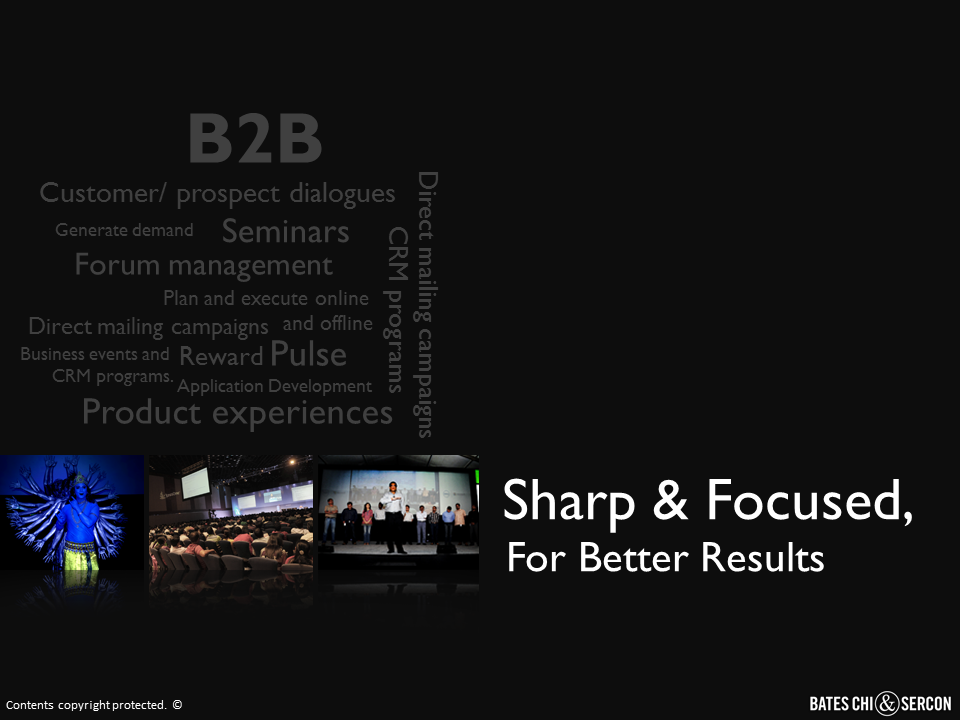 B2B
Customer/ prospect dialogues
Generate demand
Seminars
Forum management
Plan and execute online
and offline
Direct mailing campaigns
Business events and
CRM programs.
Reward
Pulse
Application Development
Product experiences
CRM programs
Direct mailing campaigns
Sharp & Focused,
For Better Results
Contents copyright protected. ©
BATES CHI & SERCON